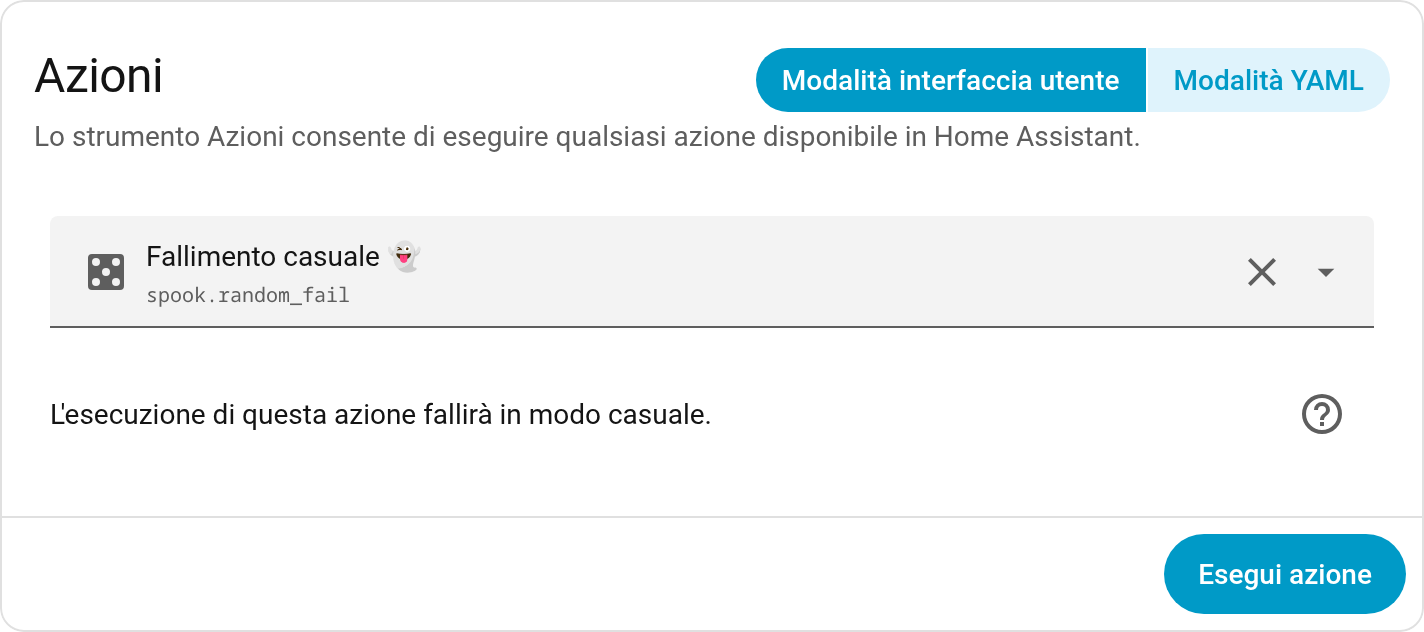 Azioni
Modalità interfaccia utente
Modalità YAML
Lo strumento Azioni consente di eseguire qualsiasi azione disponibile in Home Assistant.
Fallimento casuale 👻
spook.random_fail
L'esecuzione di questa azione fallirà in modo casuale.
Esegui azione